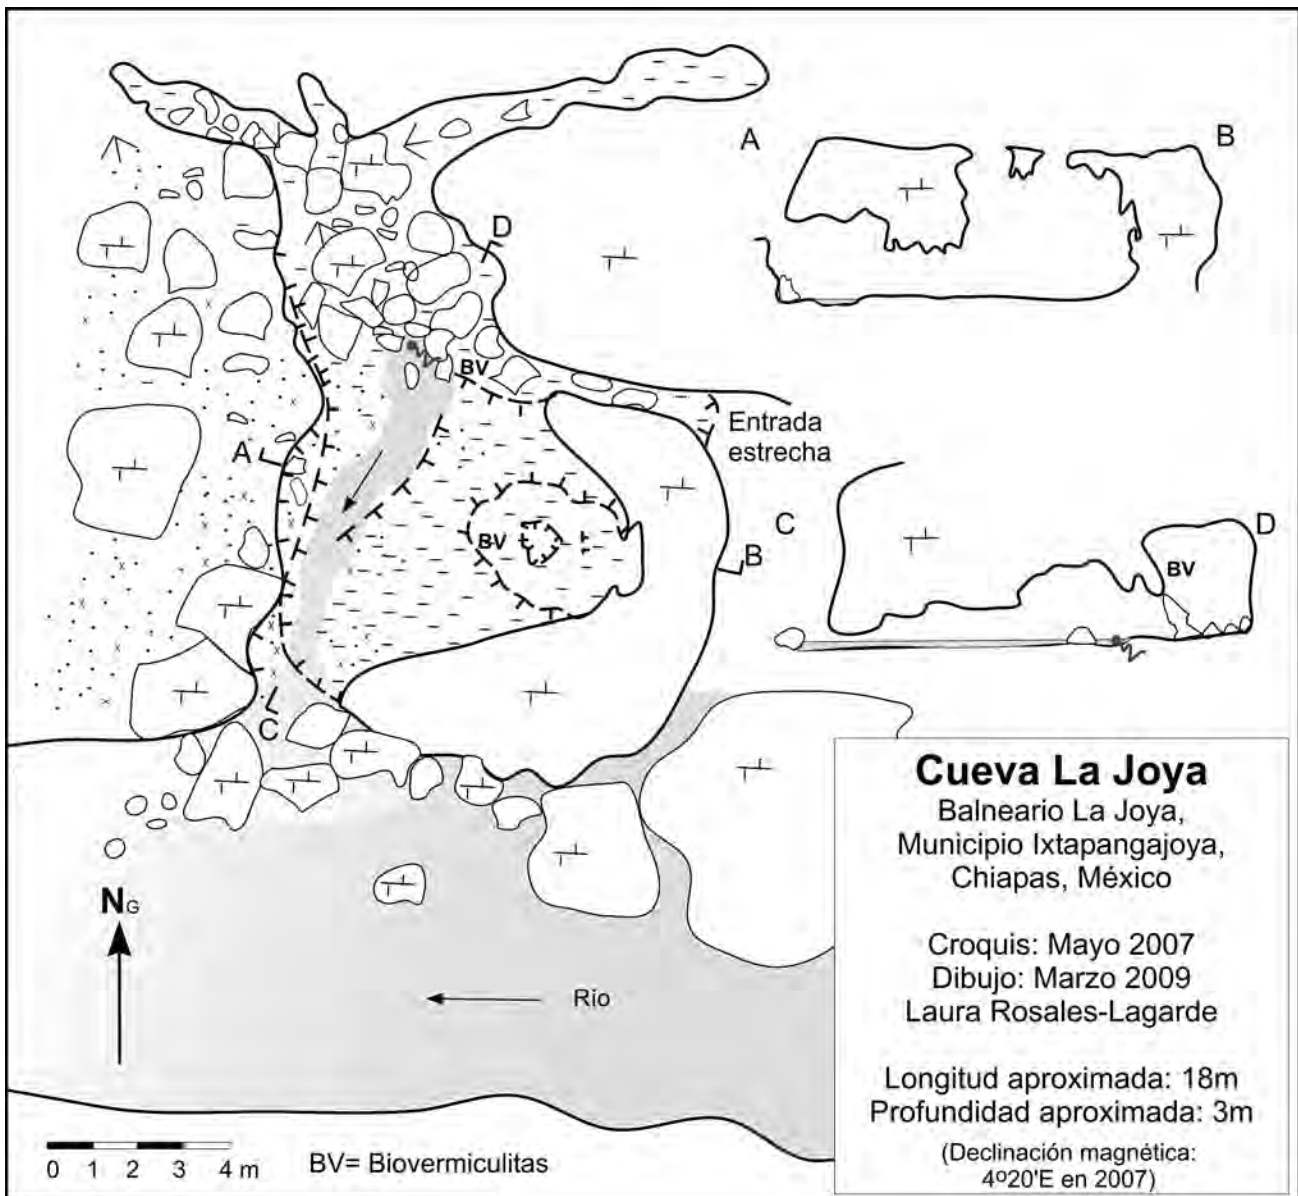 A
B
D
BV
Entrada
estrecha
A
BV
B
C
D
BV
C
Cueva La Joya
Balneario La Joya,
Municipio Ixtapangajoya,
Chiapas, México
Croquis: Mayo 2007
Dibujo: Marzo 2009
Laura Rosales-Lagarde
Longitud aproximada: 18m
Profundidad aproximada: 3m
(Declinación magnética:
4º20'E en 2007)
NG
Río
0 1 2 3 4 m
BV= Biovermiculitas